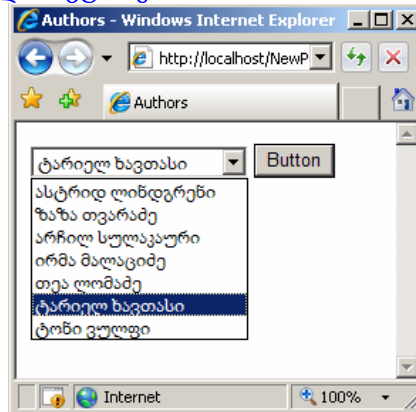 Authors - Windows Internet Explorer
http://localhost/NewP
Authors
ტარიელ ხავთასი Button
ასტრიდ ლინდგრენი
ზაზა თვარაძე
არჩილ სულაკაური
ირმა მალაციძე
თეა ლომაძე
ტარიელ ხავთასი
ტონი ვულფი
Internet 100%